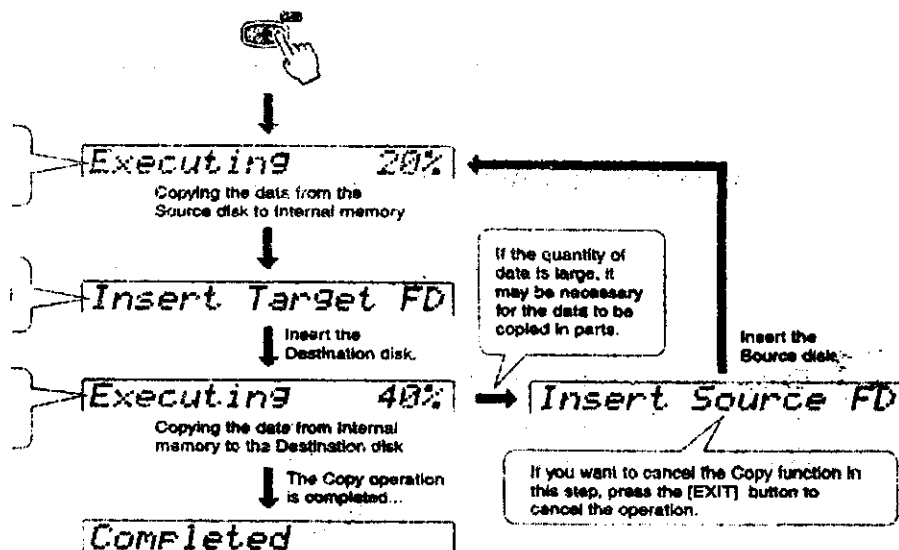 Executing 20%
Copying the data from the
Source disk to Internal memory
Insert Target FD
Insert the
Destination disk.
If the quantity of
data is large, it
may be necessary
for the data to be
copied in parts.
Insert the
Source disk.
Executing 40%
Insert Source FD
Copying the data from Internal
memory to the Destination disk
If you want to cancel the Copy function in
this step, press the [EXIT] button to
cancel the operation.
The Copy operation
is completed...
Completed